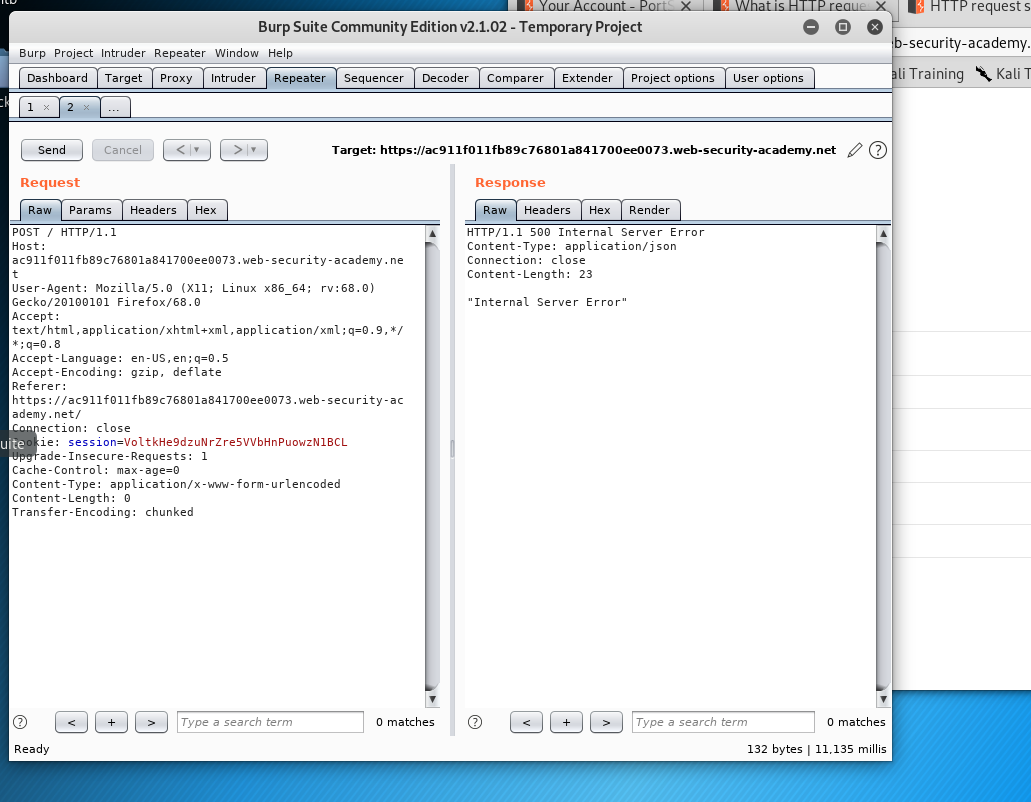 Your Account - PortS
What is HTTP reque
HTTP request s
Burp Suite Community Edition v2.1.02 - Temporary Project
eb-security-academy.
Burp Project Intruder Repeater Window Help
ali Training Kali T
Dashboard Target Proxy Intruder Repeater Sequencer Decoder Comparer Extender Project options User options
1 × 2 × ...
Send Cancel < > Target: https://ac911f011fb89c76801a841700ee0073.web-security-academy.net ?
Request
Raw Params Headers Hex
POST / HTTP/1.1
Host:
ac911f011fb89c76801a841700ee0073.web-security-academy.ne
t
User-Agent: Mozilla/5.0 (X11; Linux x86_64; rv:68.0)
Gecko/20100101 Firefox/68.0
Accept:
text/html,application/xhtml+xml,application/xml;q=0.9,*/
*;q=0.8
Accept-Language: en-US,en;q=0.5
Accept-Encoding: gzip, deflate
Referer:
https://ac911f011fb89c76801a841700ee0073.web-security-ac
ademy.net/
Connection: close
uite
okie: session=VoltkHe9dzuNrZre5VVbHnPuowzN1BCL
Upgrade-Insecure-Requests: 1
Cache-Control: max-age=0
Content-Type: application/x-www-form-urlencoded
Content-Length: 0
Transfer-Encoding: chunked
? < + > Type a search term 0 matches
Response
Raw Headers Hex Render
HTTP/1.1 500 Internal Server Error
Content-Type: application/json
Connection: close
Content-Length: 23
"Internal Server Error"
? < + > Type a search term 0 matches
Ready
132 bytes | 11,135 millis